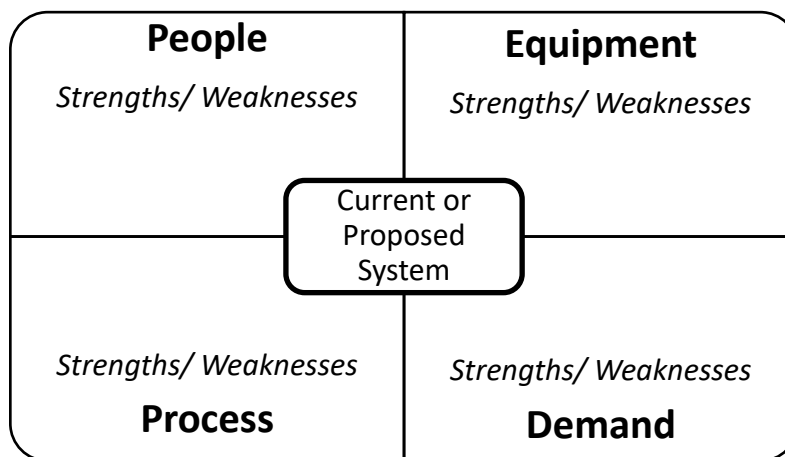 People
Strengths/ Weaknesses
Equipment
Strengths/ Weaknesses
Current or
Proposed
System
Strengths/ Weaknesses
Process
Strengths/ Weaknesses
Demand